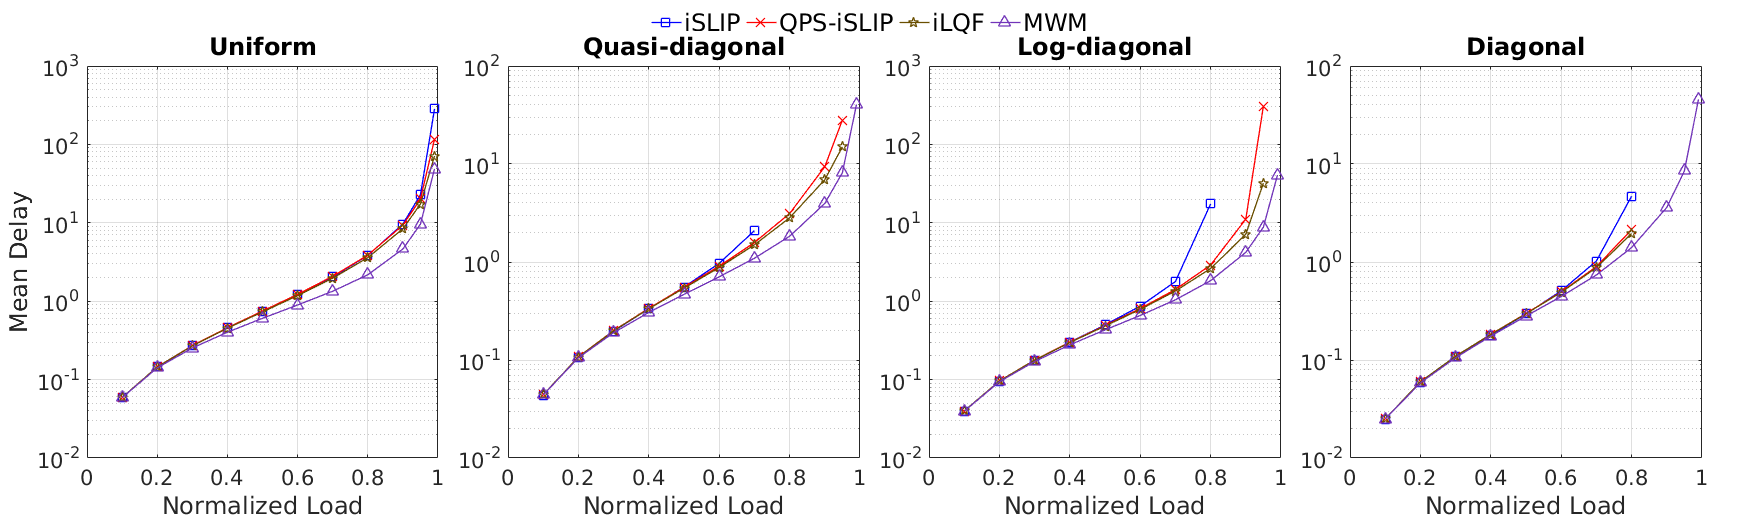 iSLIP QPS-iSLIP iLQF MWM
Uniform Quasi-diagonal Log-diagonal Diagonal
10^3 10^2 10^3 10^2
10^2 10^1 10^2 10^1
10^1 10^0 10^1 10^0
10^0 10^-1 10^0 10^-1
10^-1 10^-2 10^-1 10^-2
10^-2 10^-2
Mean Delay
0 0.2 0.4 0.6 0.8 1 0 0.2 0.4 0.6 0.8 1 0 0.2 0.4 0.6 0.8 1 0 0.2 0.4 0.6 0.8 1
Normalized Load Normalized Load Normalized Load Normalized Load